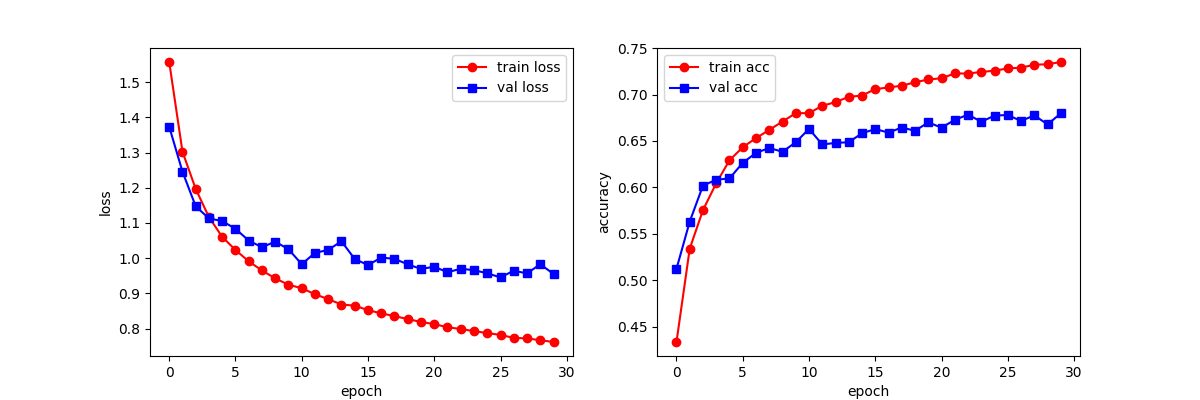 train loss
val loss
1.5
1.4
1.3
1.2
1.1
1.0
0.9
0.8
loss
0 5 10 15 20 25 30
epoch
train acc
val acc
0.75
0.70
0.65
0.60
0.55
0.50
0.45
accuracy
0 5 10 15 20 25 30
epoch